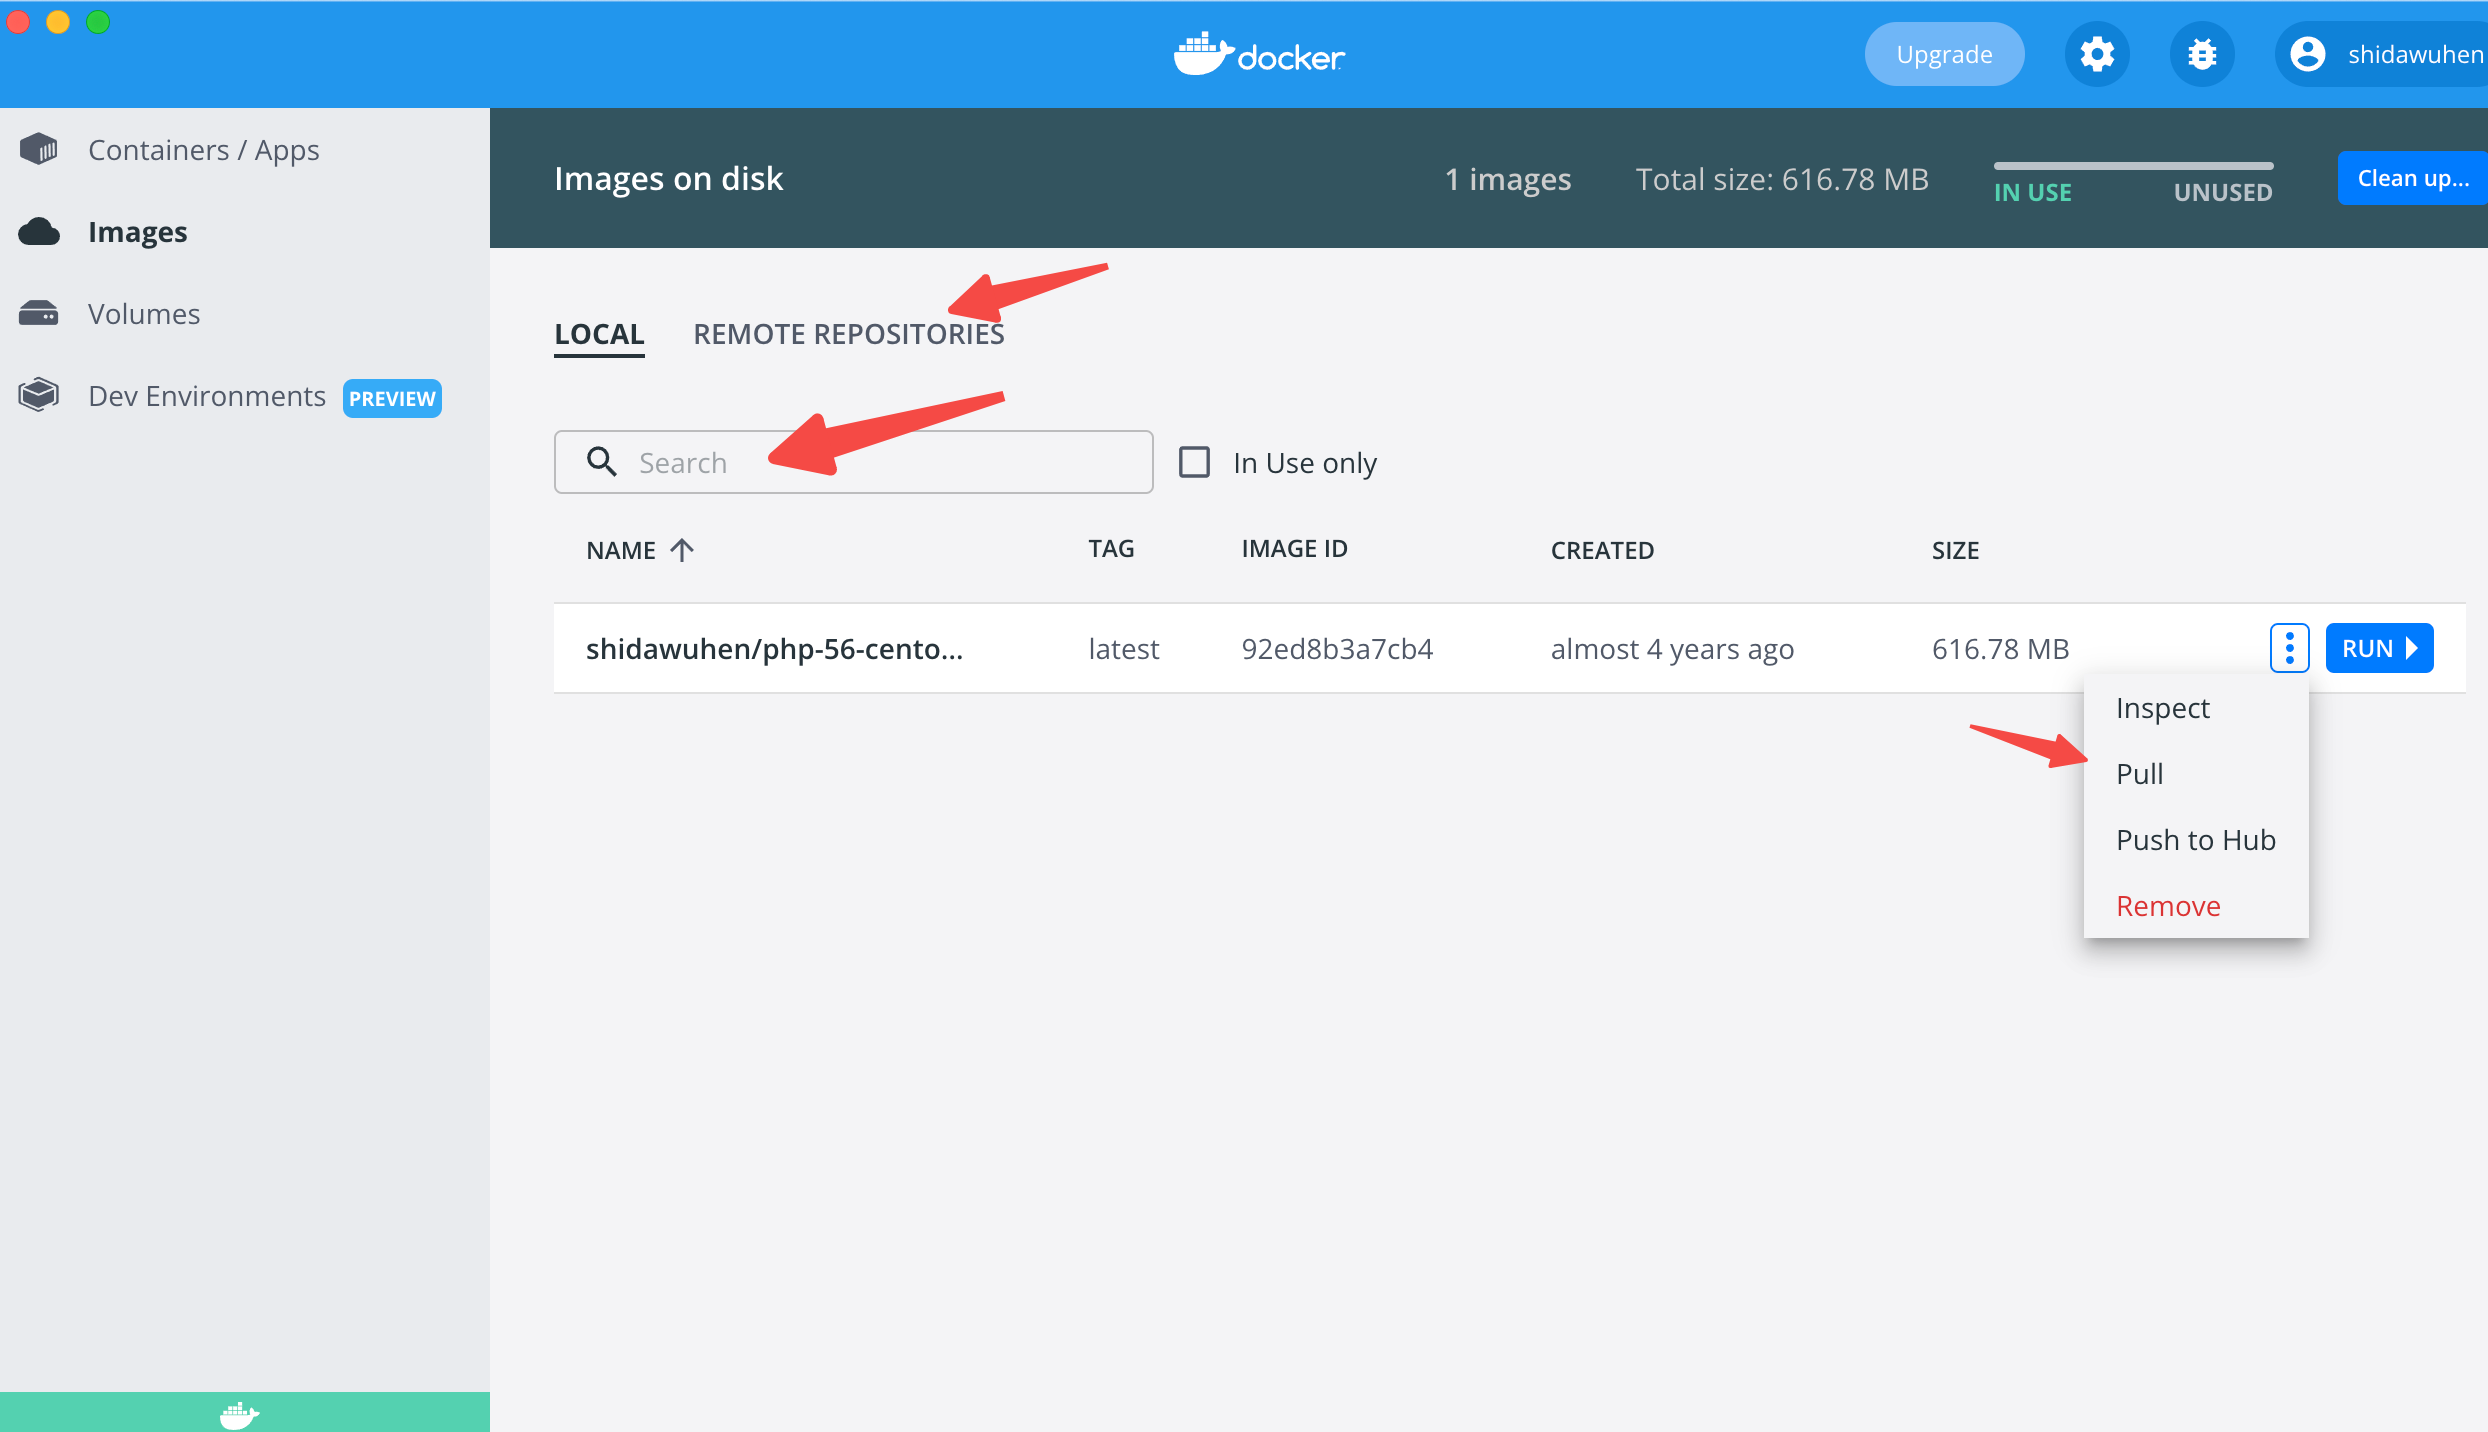 docker
Upgrade
shidawuhen
Containers / Apps
Images
Volumes
Dev Environments PREVIEW
Images on disk
1 images
Total size: 616.78 MB
IN USE UNUSED
Clean up...
LOCAL REMOTE REPOSITORIES
Search
In Use only
NAME TAG IMAGE ID CREATED SIZE
shidawuhen/php-56-cento... latest 92ed8b3a7cb4 almost 4 years ago 616.78 MB RUN
Inspect
Pull
Push to Hub
Remove